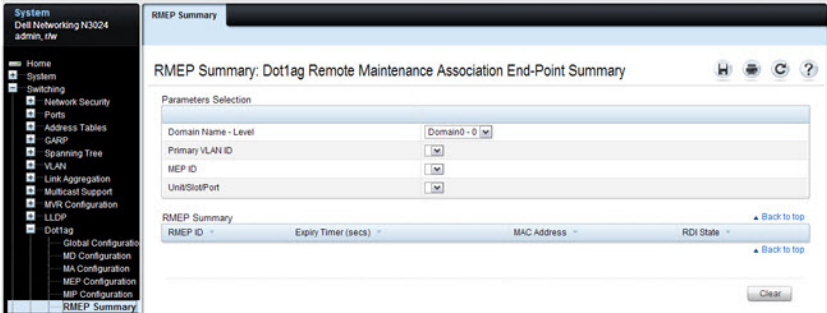 System
Dell Networking N3024
admin, r/w
RMEP Summary
Home
System
Switching
Network Security
Ports
Address Tables
GARP
Spanning Tree
VLAN
Link Aggregation
Multicast Support
MVR Configuration
LLDP
Dot1ag
Global Configuratio
MD Configuration
MA Configuration
MEP Configuration
MIP Configuration
RMEP Summary
RMEP Summary: Dot1ag Remote Maintenance Association End-Point Summary
?
Parameters Selection
Domain Name - Level Domain0 - 0
Primary VLAN ID
MEP ID
Unit/Slot/Port
RMEP Summary Back to top
RMEP ID Expiry Timer (secs) MAC Address RDI State
Back to top
Clear